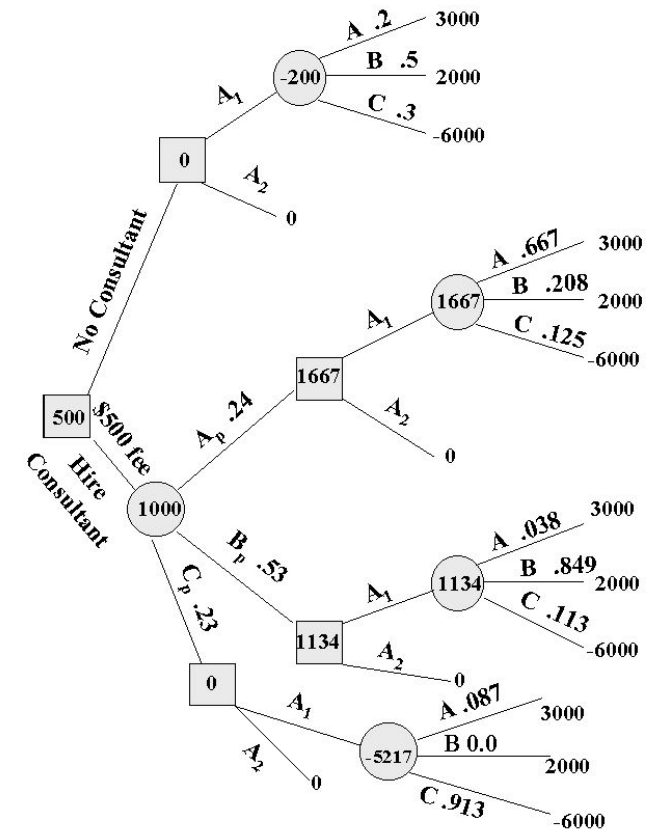 A .2 3000
-200 B .5 2000
A1 C .3 -6000
0
A2 0
No Consultant
A .667 3000
1667 B .208 2000
A1 C .125 -6000
1667
A2 0
500 $500 fee Ap .24
Hire
Consultant
1000
Bp .53
A .038 3000
1134 B .849 2000
A1 C .113 -6000
1134
A2 0
Cp .23
0
A1 A .087 3000
-5217 B 0.0 2000
A2 0 C .913 -6000